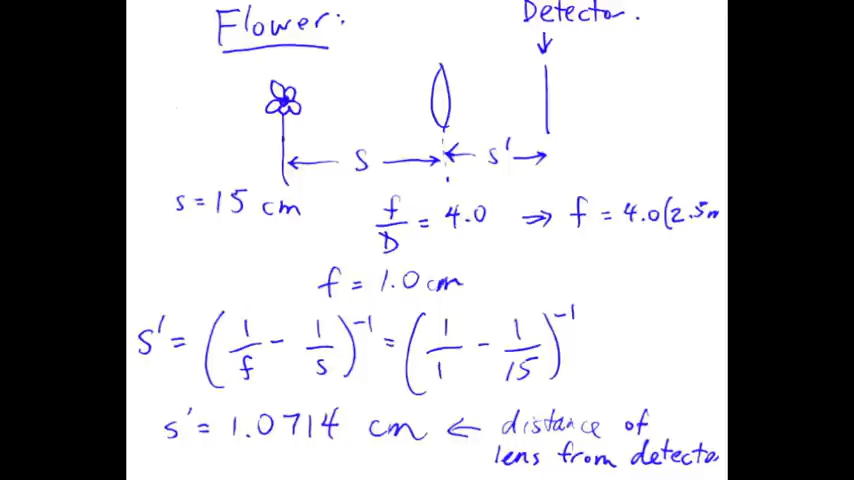 Flower:
Detector.
s
s'
s = 15 cm
f/D = 4.0 ⇒ f = 4.0(2.5m
f = 1.0 cm
s' = (1/f - 1/s)^-1 = (1/1 - 1/15)^-1
s' = 1.0714 cm ← distance of
lens from detecto